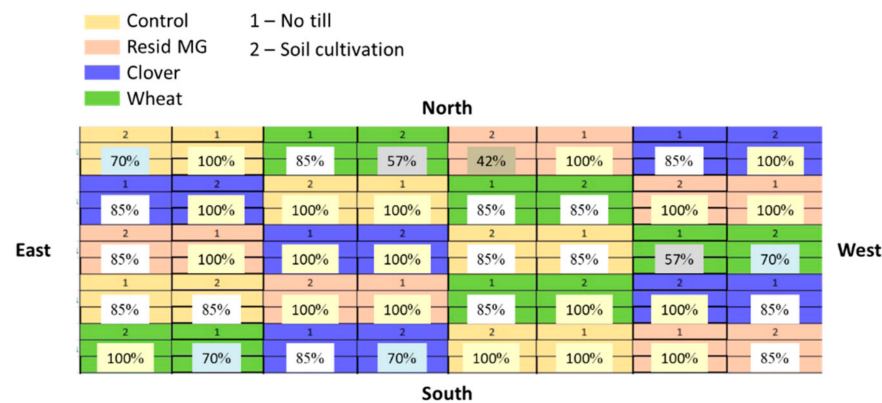 Control 1 – No till
Resid MG 2 – Soil cultivation
Clover
Wheat
North
2 1 1 2 2 1 1 2
70% 100% 85% 57% 42% 100% 85% 100%
1 2 2 1 1 2 2 1
85% 100% 100% 100% 85% 85% 100% 100%
2 1 1 2 2 1 1 2
East 85% 100% 100% 100% 85% 85% 57% 70% West
1 2 2 1 1 2 2 1
85% 85% 100% 100% 85% 100% 100% 85%
2 1 1 2 2 1 1 2
100% 70% 85% 70% 100% 100% 100% 85%
South